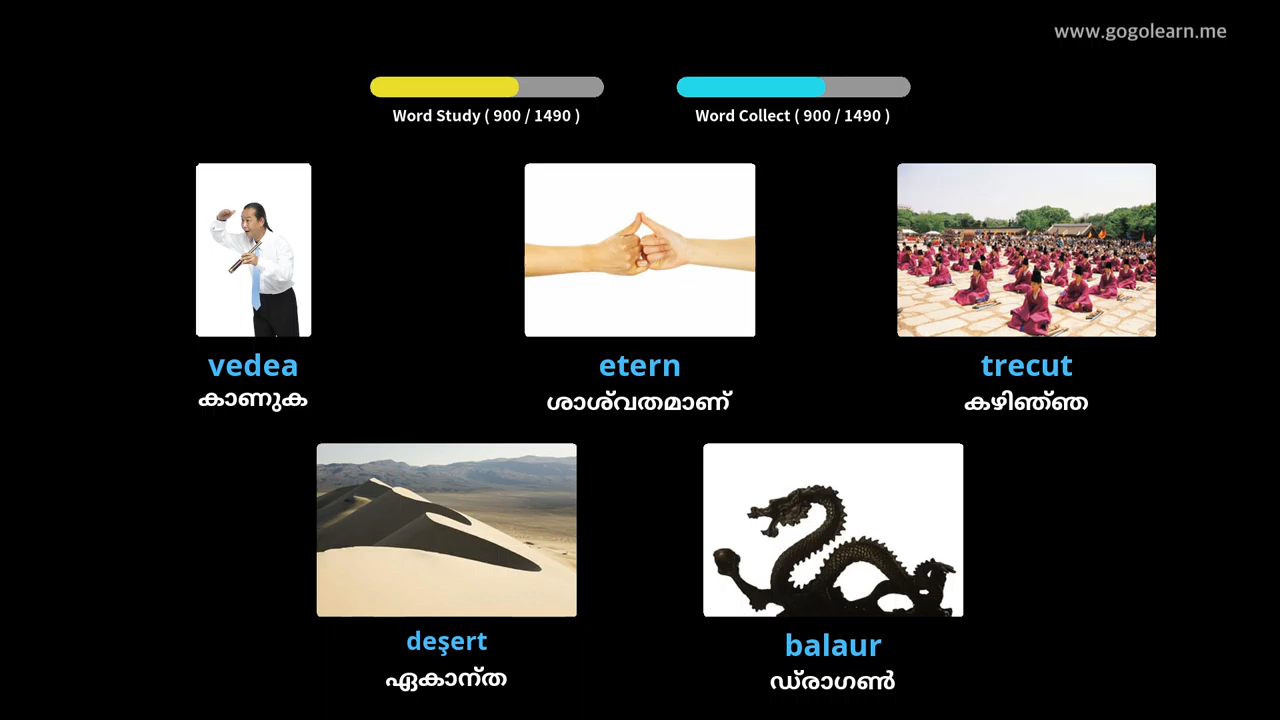 www.gogolearn.me
Word Study ( 900 / 1490 )
Word Collect ( 900 / 1490 )
vedea
കാണുക
etern
ശാശ്വതമാണ്
trecut
കഴിഞ്ഞ
deşert
ഏകാന്ത
balaur
ഡ്രാഗൺ